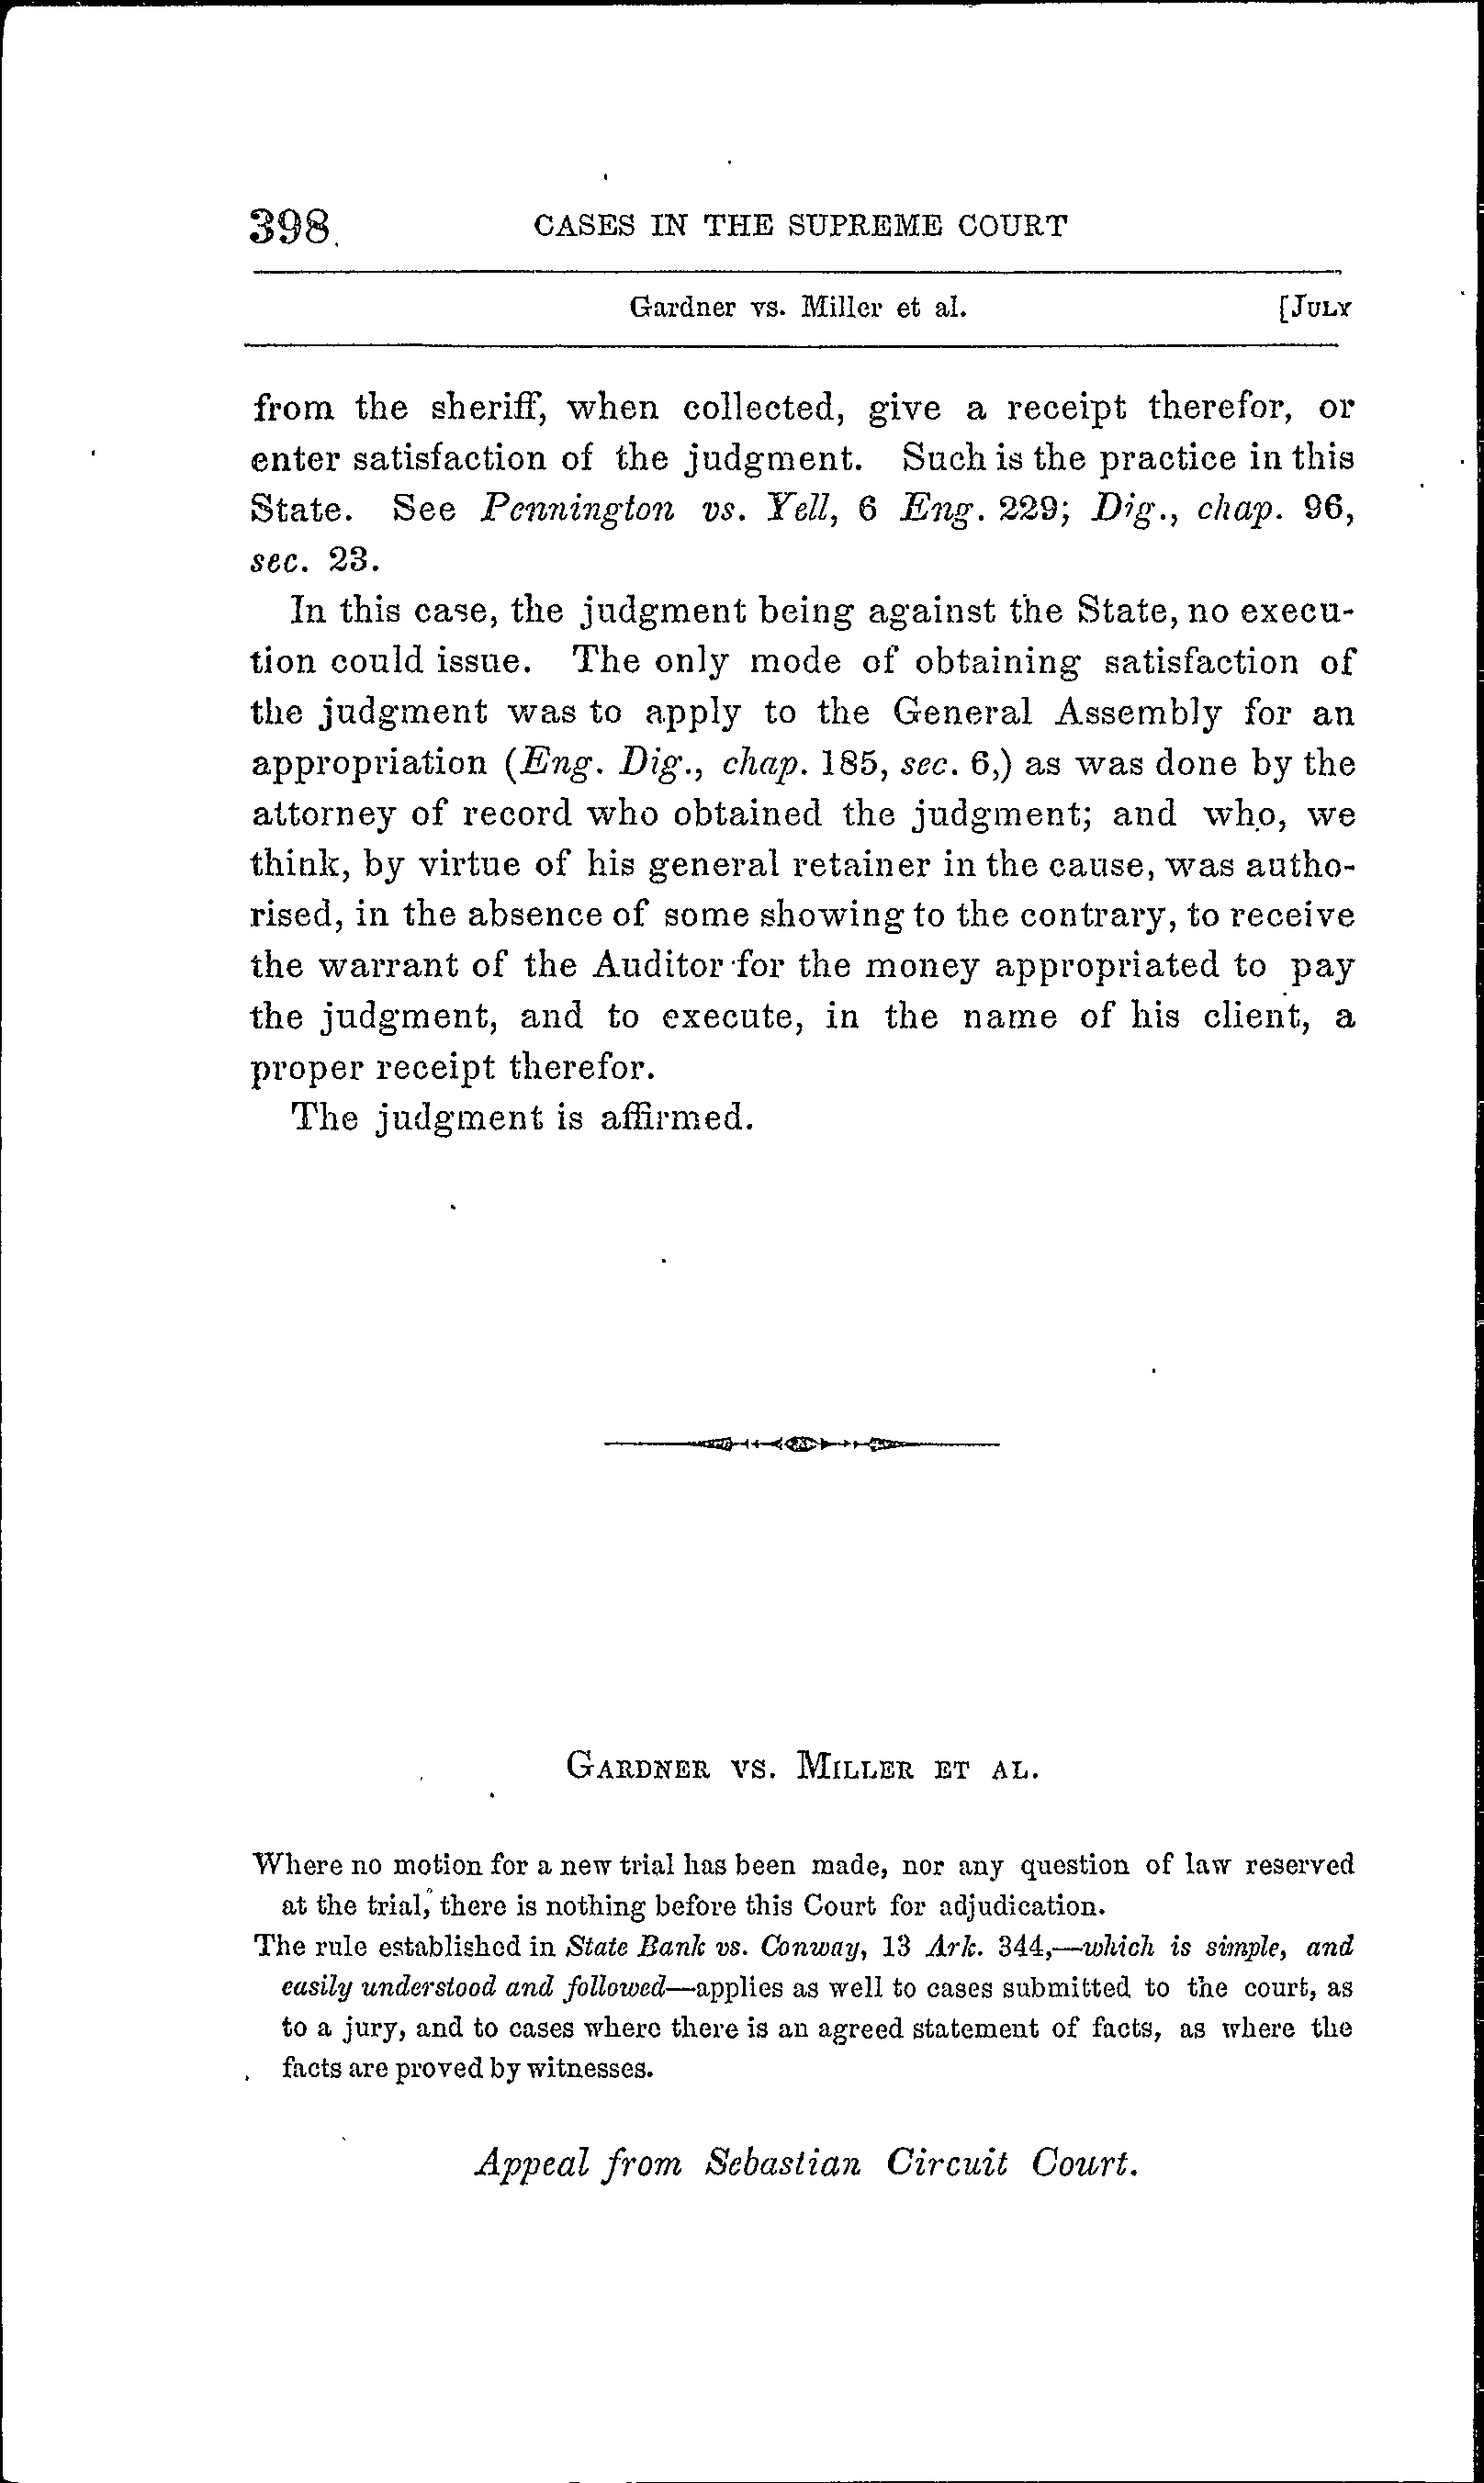 398 CASES IN THE SUPREME COURT
Gardner vs. Miller et al. [JULY
from the sheriff, when collected, give a receipt therefor, or
enter satisfaction of the judgment. Such is the practice in this
State. See Pennington vs. Yell, 6 Eng. 229; Dig., chap. 96,
sec. 23.
In this case, the judgment being against the State, no execu-
tion could issue. The only mode of obtaining satisfaction of
the judgment was to apply to the General Assembly for an
appropriation (Eng. Dig., chap. 185, sec. 6,) as was done by the
attorney of record who obtained the judgment; and who, we
think, by virtue of his general retainer in the cause, was autho-
rised, in the absence of some showing to the contrary, to receive
the warrant of the Auditor for the money appropriated to pay
the judgment, and to execute, in the name of his client, a
proper receipt therefor.
The judgment is affirmed.
GARDNER VS. MILLER ET AL.
Where no motion for a new trial has been made, nor any question of law reserved
at the trial, there is nothing before this Court for adjudication.
The rule established in State Bank vs. Conway, 13 Ark. 344,—which is simple, and
easily understood and followed—applies as well to cases submitted to the court, as
to a jury, and to cases where there is an agreed statement of facts, as where the
facts are proved by witnesses.
Appeal from Sebastian Circuit Court.